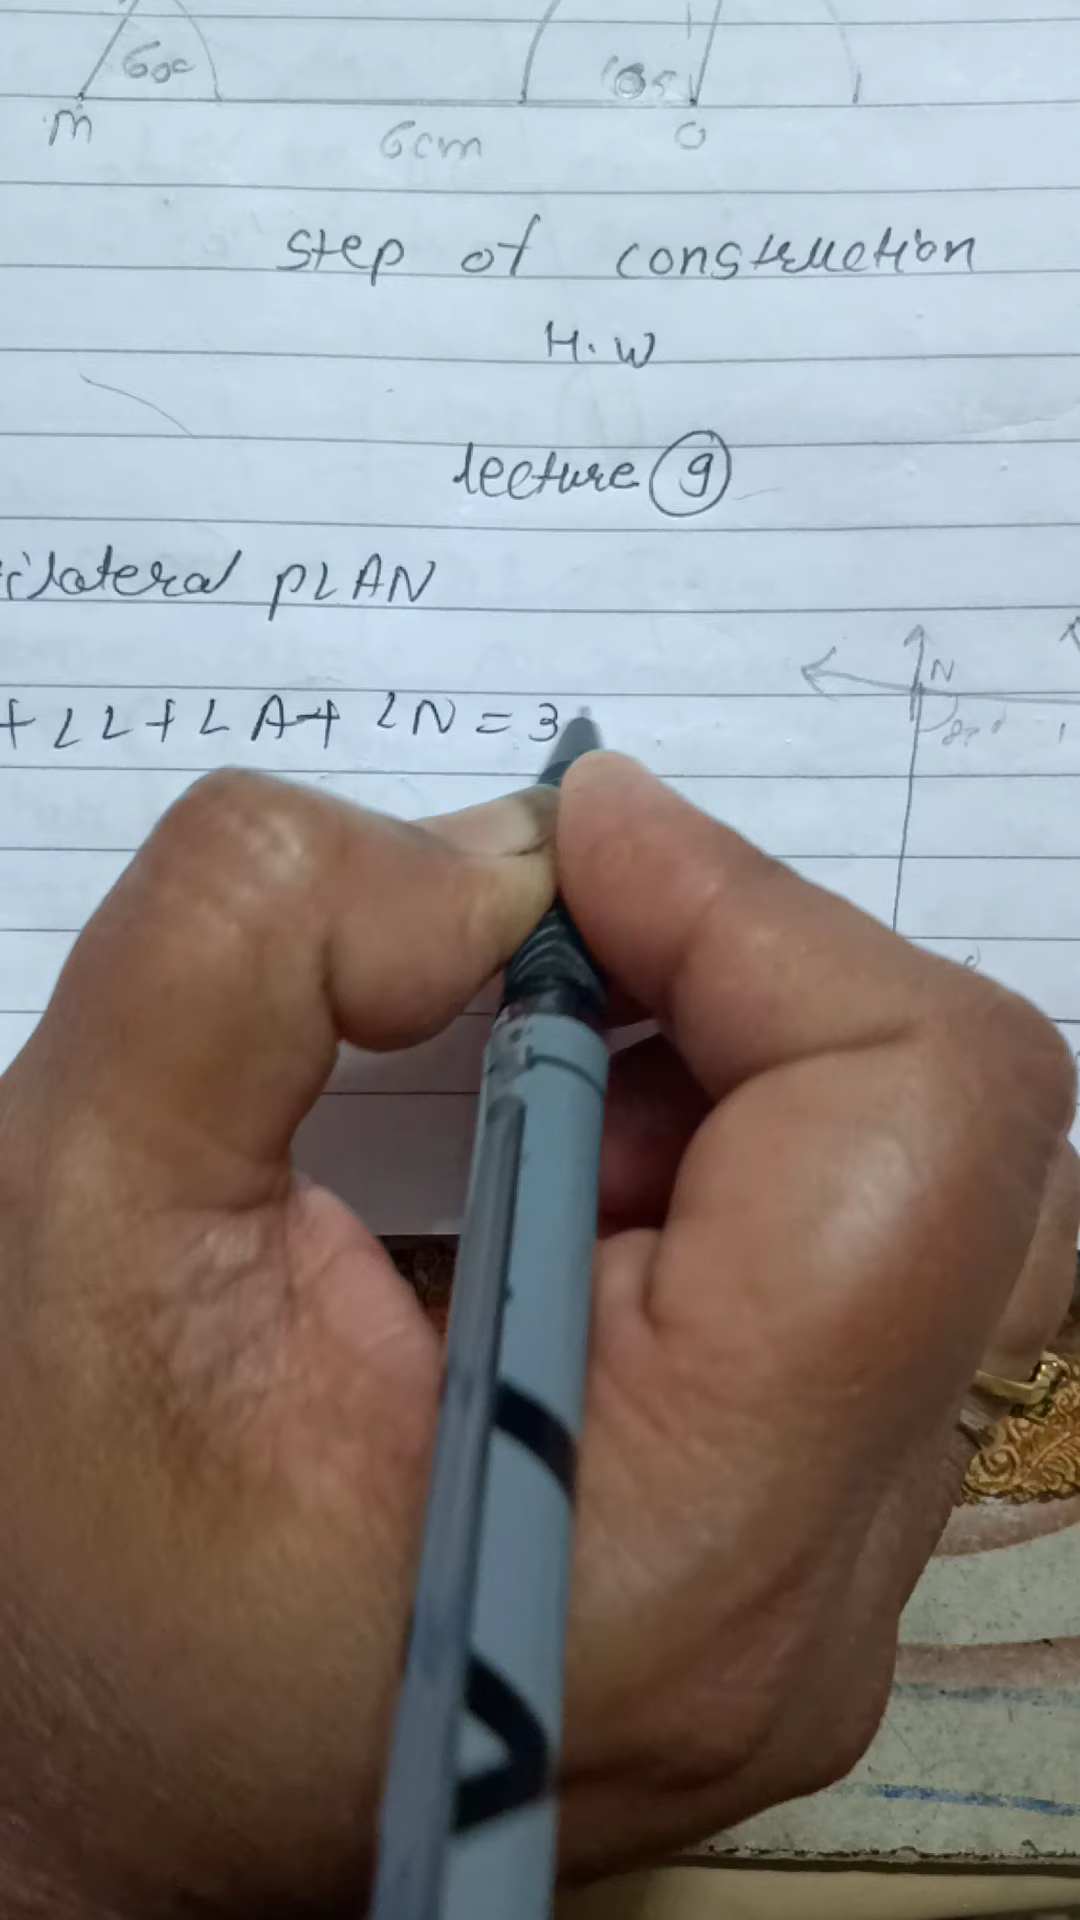 60°
105
M
6cm
O
step of construction
H.W
lecture 9
ilateral PLAN
N
+ ∠L + ∠A + ∠N = 3